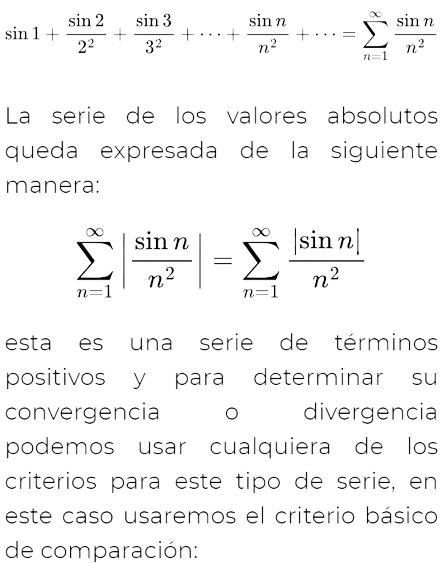 sin 1 + sin 2/2² + sin 3/3² + ··· + sin n/n² + ··· = ∑_{n=1}^{∞} sin n/n²
La serie de los valores absolutos
queda expresada de la siguiente
manera:
∑_{n=1}^{∞} |sin n/n²| = ∑_{n=1}^{∞} |sin n|/n²
esta es una serie de términos
positivos y para determinar su
convergencia o divergencia
podemos usar cualquiera de los
criterios para este tipo de serie, en
este caso usaremos el criterio básico
de comparación: